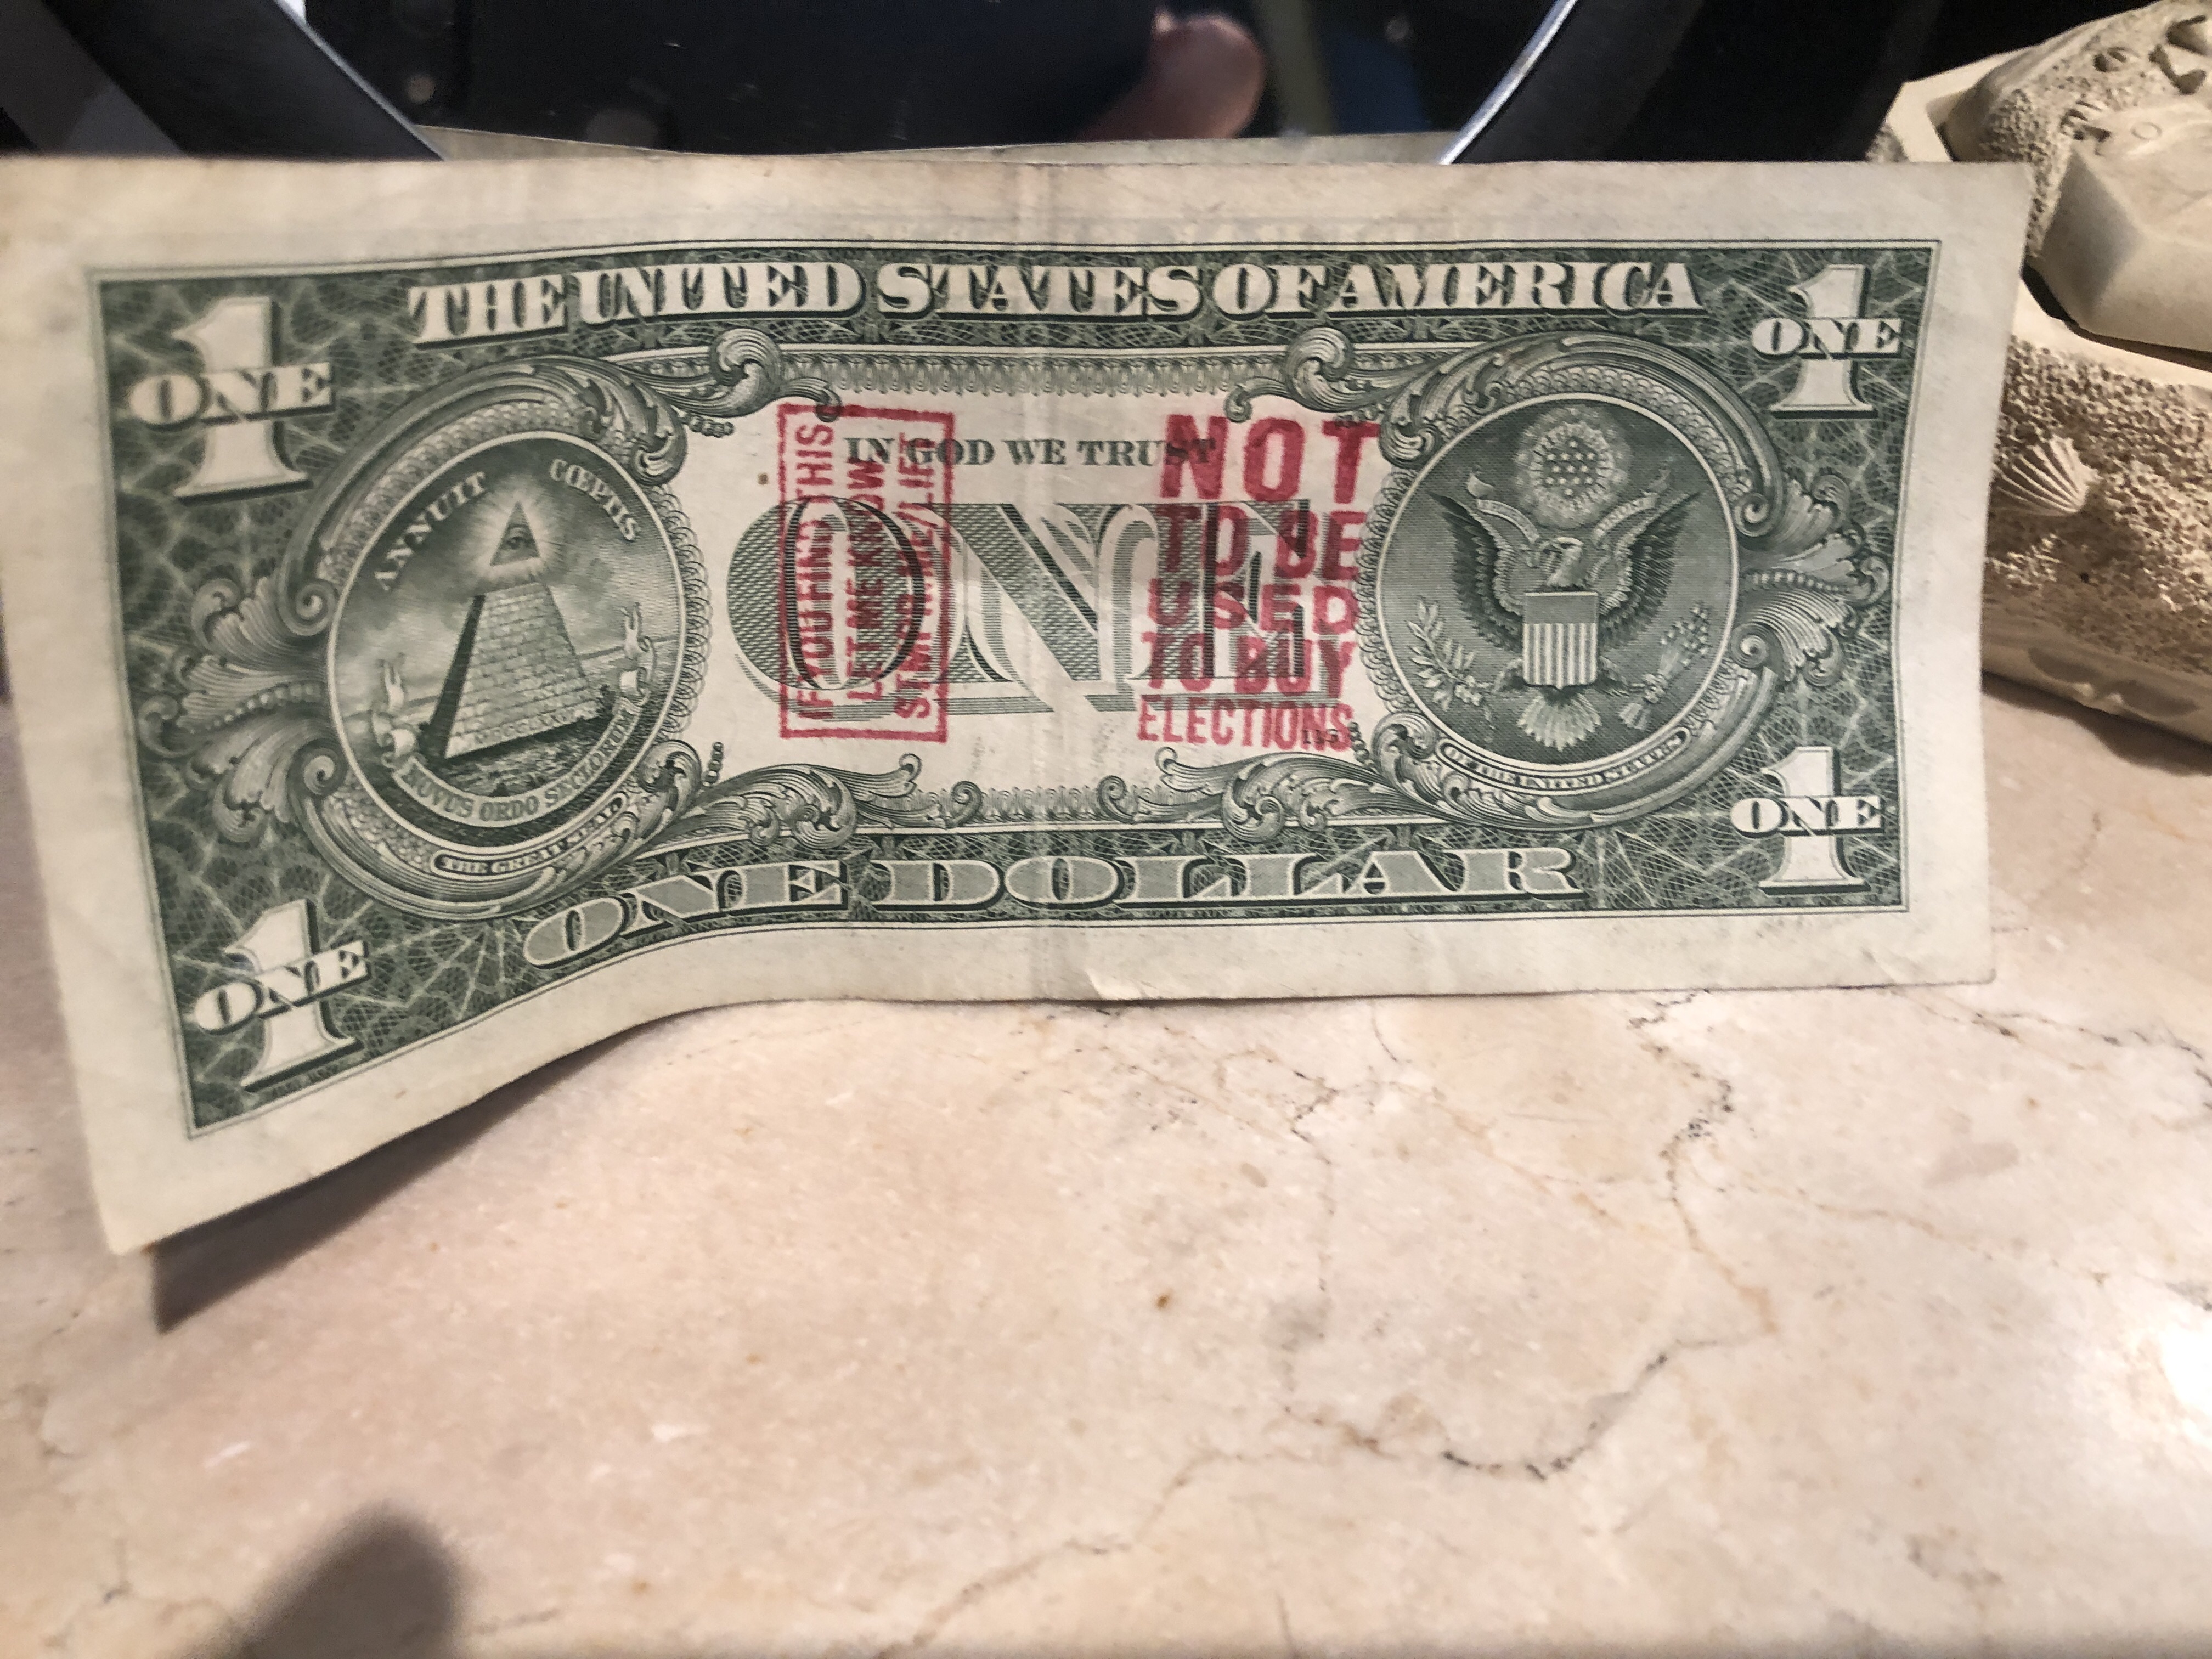 THE UNITED STATES OF AMERICA
1
ONE
1
ONE
ANNUIT CŒPTIS
NOVUS ORDO SECLORUM
THE GREAT SEAL
IF YOU FIND THIS
LET ME KNOW
IN GOD WE TRUST
ONE
NOT
TO BE
USED
TO BUY
ELECTIONS
OF THE UNITED STATES
1
ONE
ONE DOLLAR
1
ONE